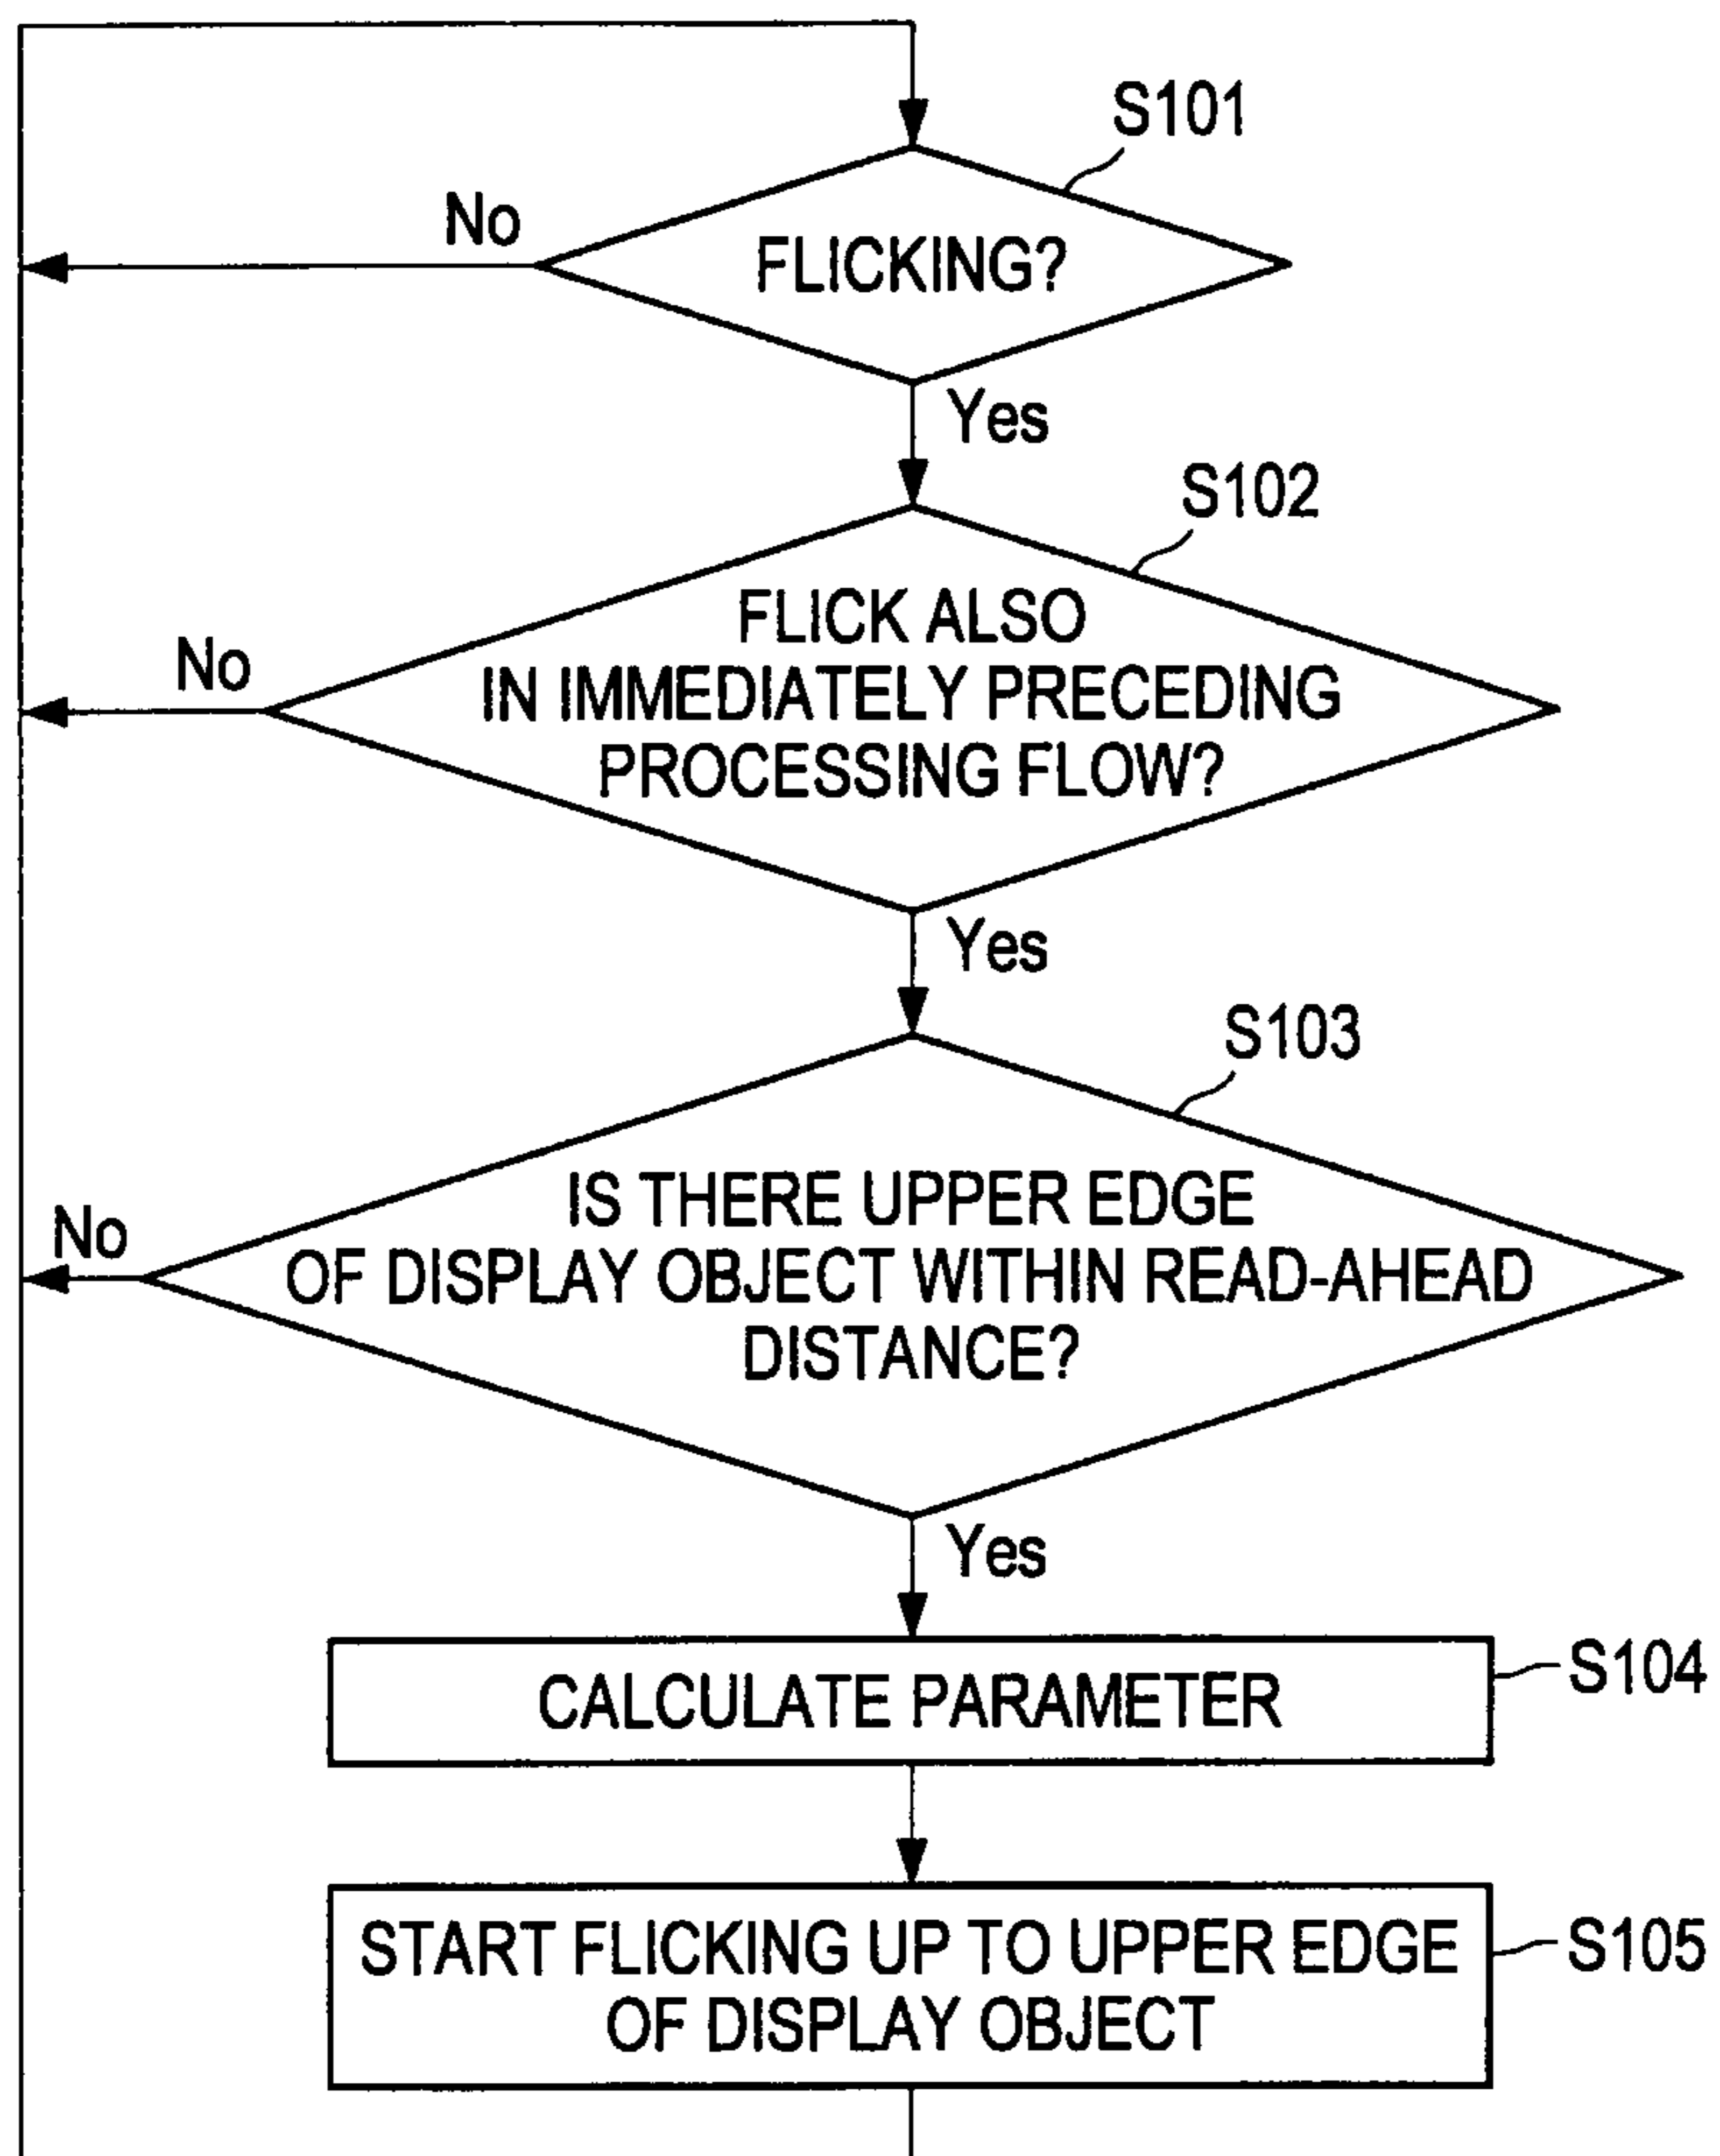 S101
No
FLICKING?
Yes
S102
FLICK ALSO
No
IN IMMEDIATELY PRECEDING
PROCESSING FLOW?
Yes
S103
IS THERE UPPER EDGE
No
OF DISPLAY OBJECT WITHIN READ-AHEAD
DISTANCE?
Yes
CALCULATE PARAMETER
S104
START FLICKING UP TO UPPER EDGE
S105
OF DISPLAY OBJECT